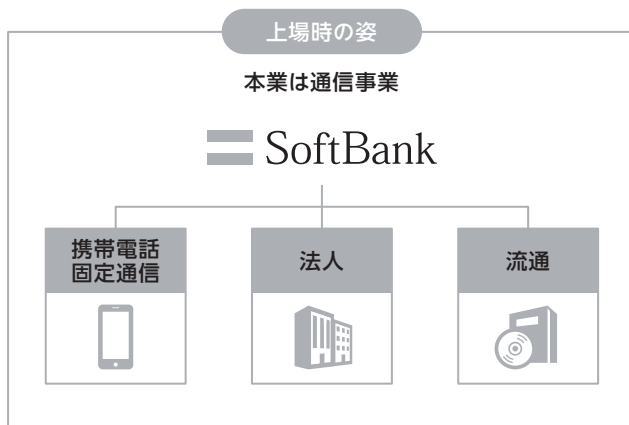 上場時の姿
本業は通信事業
SoftBank
携帯電話
固定通信
法人
流通